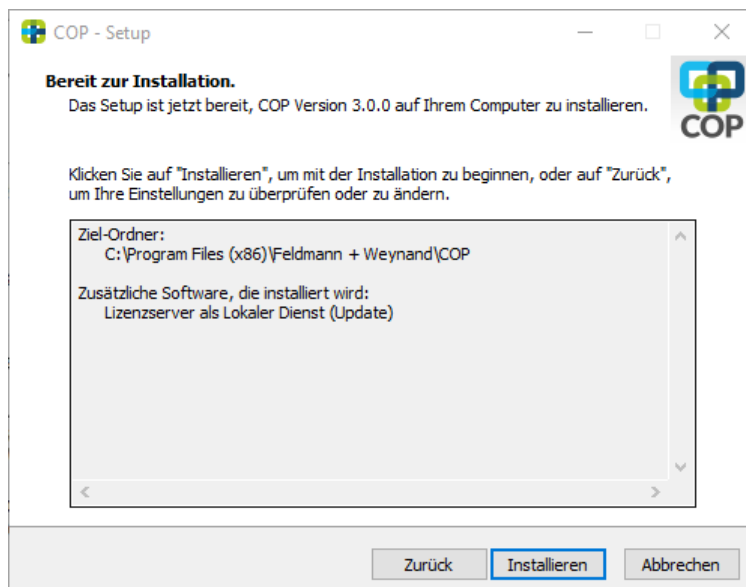 COP - Setup
Bereit zur Installation.
Das Setup ist jetzt bereit, COP Version 3.0.0 auf Ihrem Computer zu installieren.
COP
Klicken Sie auf "Installieren", um mit der Installation zu beginnen, oder auf "Zurück",
um Ihre Einstellungen zu überprüfen oder zu ändern.
Ziel-Ordner:
C:\Program Files (x86)\Feldmann + Weynand\COP
Zusätzliche Software, die installiert wird:
Lizenzserver als Lokaler Dienst (Update)
Zurück
Installieren
Abbrechen